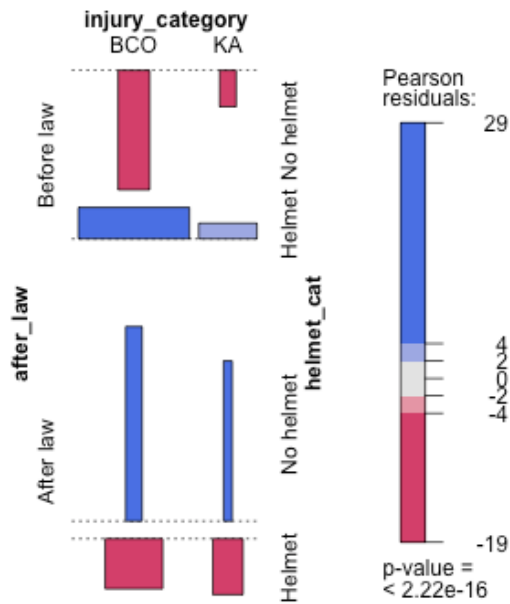 injury_category
BCO KA
Before law
No helmet
Helmet
after_law
helmet_cat
After law
No helmet
Helmet
Pearson
residuals:
29
4
2
0
-2
-4
-19
p-value =
< 2.22e-16